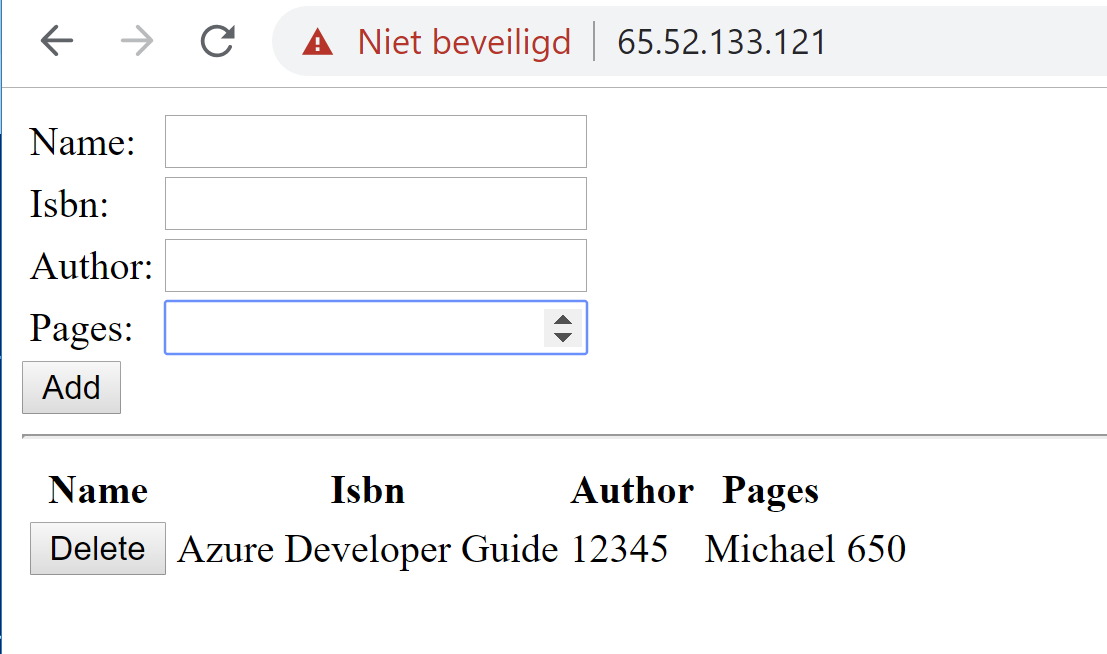 Niet beveiligd 65.52.133.121
Name:
Isbn:
Author:
Pages:
Add
Name Isbn Author Pages
Delete Azure Developer Guide 12345 Michael 650